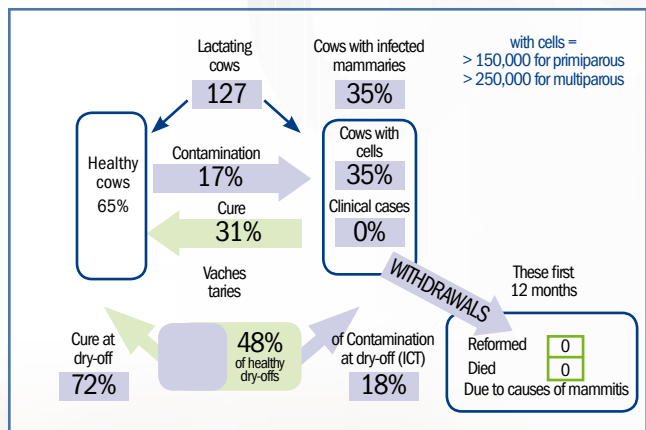 Lactating
cows
127
Cows with infected
mammaries
35%
with cells =
> 150,000 for primiparous
> 250,000 for multiparous
Healthy
cows
65%
Contamination
17%
Cure
31%
Cows with
cells
35%
Clinical cases
0%
WITHDRAWALS
Vaches
taries
These first
12 months
Cure at
dry-off
72%
48%
of healthy
dry-offs
of Contamination
at dry-off (ICT)
18%
Reformed 0
Died 0
Due to causes of mammitis